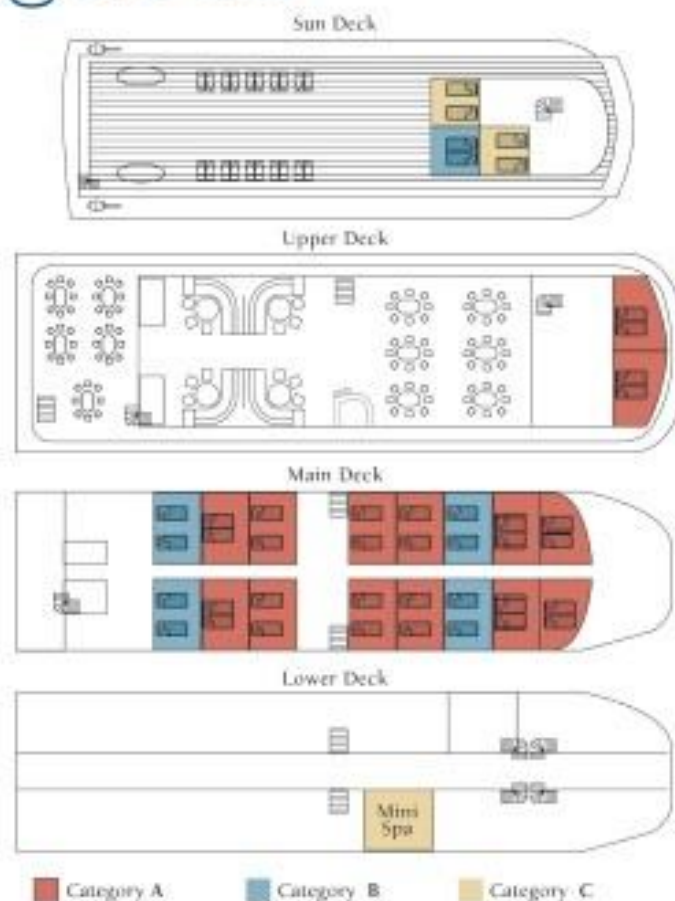 Sun Deck
Upper Deck
Main Deck
Lower Deck
Mini
Spa
Category A
Category B
Category C